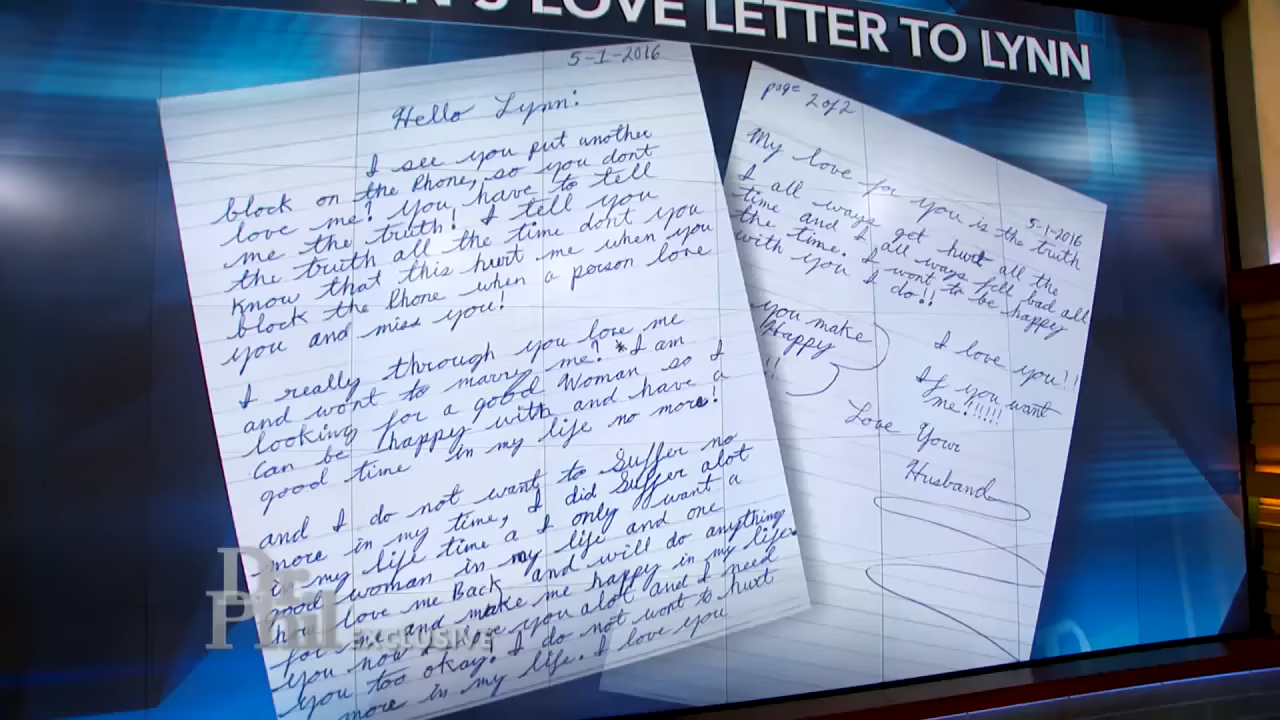 EN'S LOVE LETTER TO LYNN
5-1-2016
Hello Lynn:
I see you put another
block on the Phone, so you dont
love me! you have to tell
me the truth! I tell you
the truth all the time dont you
know that this hurt me when you
block the Phone when a person love
you and miss you!
I really through you love me
and won't to marry me! *I am
looking for a good Woman so I
can be happy with and have a
good time in my life no more!
and I do not want to Suffer no
more in my time, I did Suffer alot
in my life time a I only want a
good woman in my life and one
love me Back and will do anything
for me and make me happy in my life.
you now I love you alot and I need
you too okay! I do not wont to hurt
more in my life. I love you
page 2 of 2
5-1-2016
My love for you is the truth
I all ways get hurt all the
time and I all ways fell bad all
the time. I wont to be happy
with you I do!!
you make
Happy
!!
I love you!!
If you want
me!!!!!!
Love Your
Husband
Dr. Phil
EXCLUSIVE